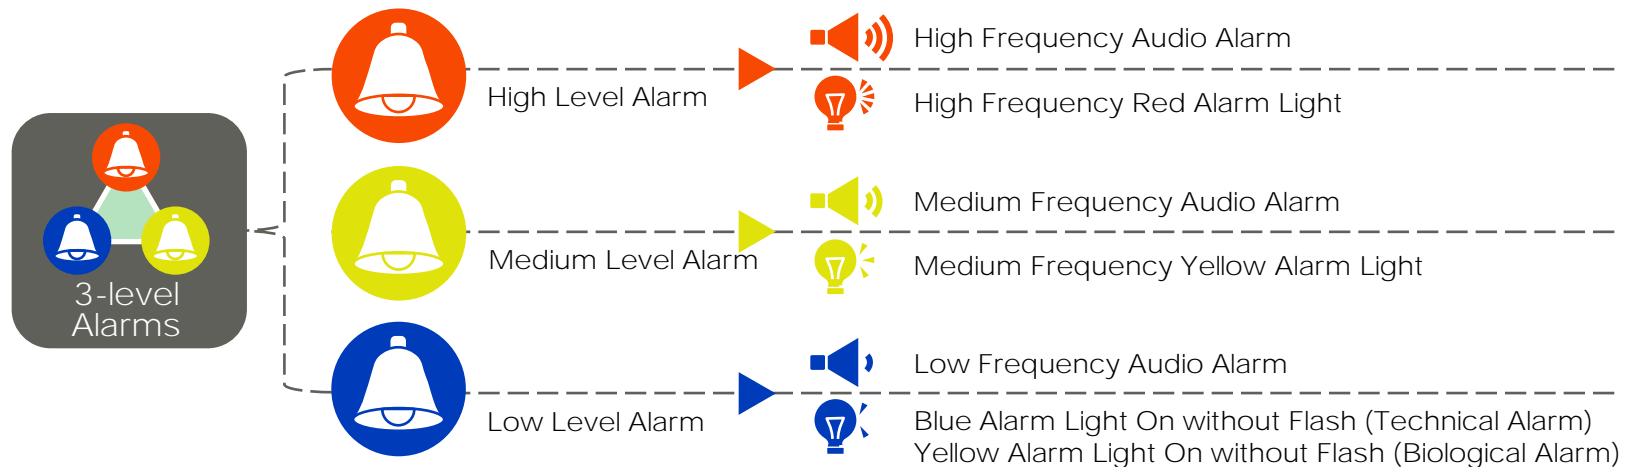 3-level
Alarms
High Level Alarm
High Frequency Audio Alarm
High Frequency Red Alarm Light
Medium Level Alarm
Medium Frequency Audio Alarm
Medium Frequency Yellow Alarm Light
Low Level Alarm
Low Frequency Audio Alarm
Blue Alarm Light On without Flash (Technical Alarm)
Yellow Alarm Light On without Flash (Biological Alarm)